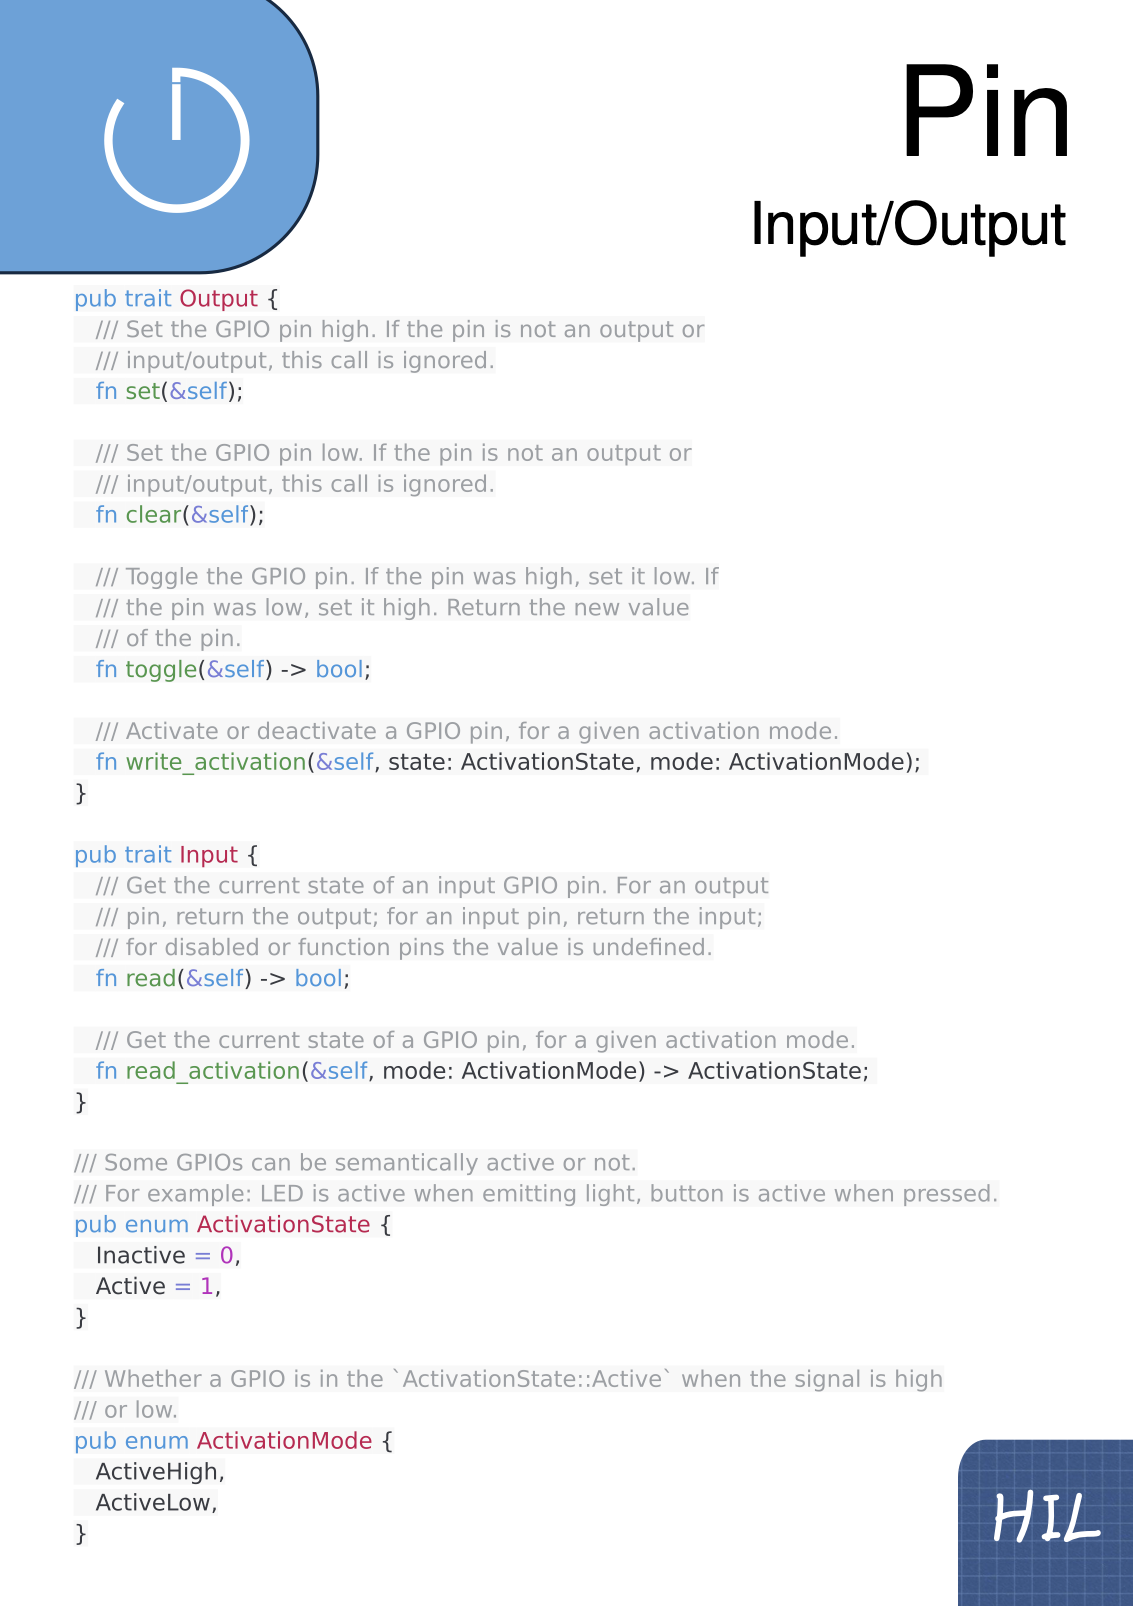 Pin
Input/Output
pub trait Output {
/// Set the GPIO pin high. If the pin is not an output or
/// input/output, this call is ignored.
fn set(&self);
/// Set the GPIO pin low. If the pin is not an output or
/// input/output, this call is ignored.
fn clear(&self);
/// Toggle the GPIO pin. If the pin was high, set it low. If
/// the pin was low, set it high. Return the new value
/// of the pin.
fn toggle(&self) -> bool;
/// Activate or deactivate a GPIO pin, for a given activation mode.
fn write_activation(&self, state: ActivationState, mode: ActivationMode);
}
pub trait Input {
/// Get the current state of an input GPIO pin. For an output
/// pin, return the output; for an input pin, return the input;
/// for disabled or function pins the value is undefined.
fn read(&self) -> bool;
/// Get the current state of a GPIO pin, for a given activation mode.
fn read_activation(&self, mode: ActivationMode) -> ActivationState;
}
/// Some GPIOs can be semantically active or not.
/// For example: LED is active when emitting light, button is active when pressed.
pub enum ActivationState {
Inactive = 0,
Active = 1,
}
/// Whether a GPIO is in the `ActivationState::Active` when the signal is high
/// or low.
pub enum ActivationMode {
ActiveHigh,
ActiveLow,
}
HIL